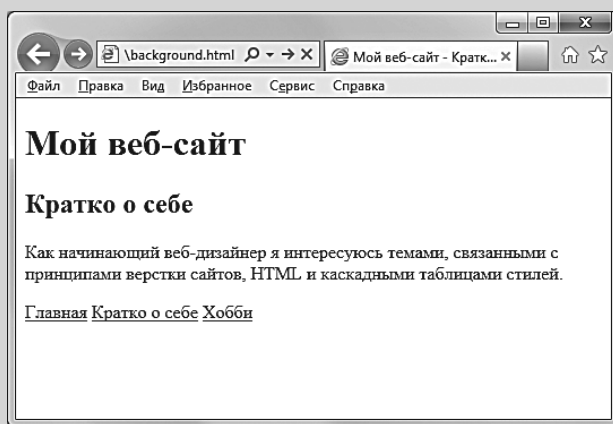 \background.html
Мой веб-сайт - Кратк...
Файл Правка Вид Избранное Сервис Справка
Мой веб-сайт
Кратко о себе
Как начинающий веб-дизайнер я интересуюсь темами, связанными с
принципами верстки сайтов, HTML и каскадными таблицами стилей.
Главная Кратко о себе Хобби